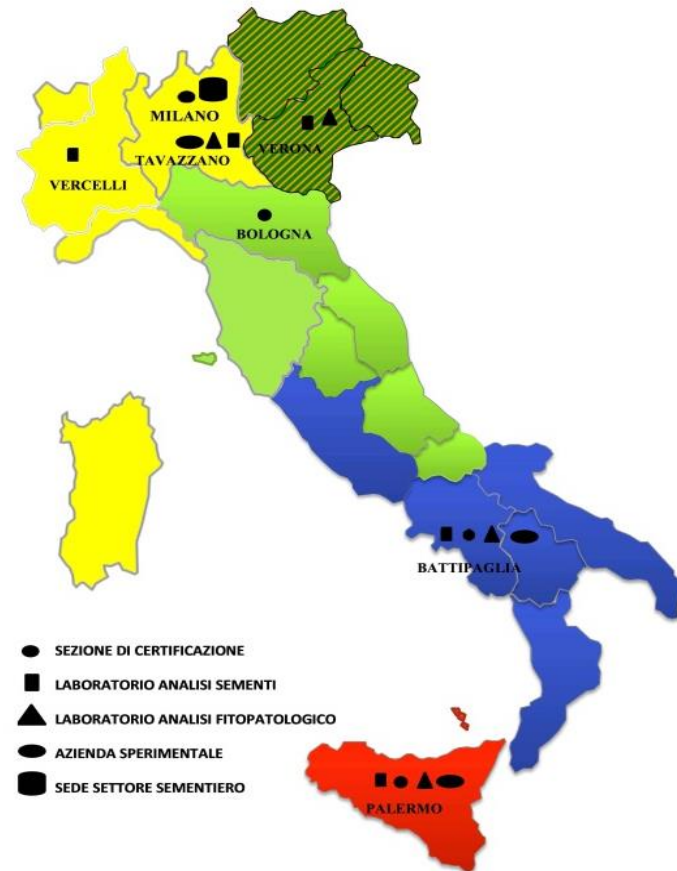 MILANO
TAVAZZANO
VERONA
VERCELLI
BOLOGNA
BATTIPAGLIA
SEZIONE DI CERTIFICAZIONE
LABORATORIO ANALISI SEMENTI
LABORATORIO ANALISI FITOPATOLOGICO
AZIENDA SPERIMENTALE
SEDE SETTORE SEMENTIERO
PALERMO